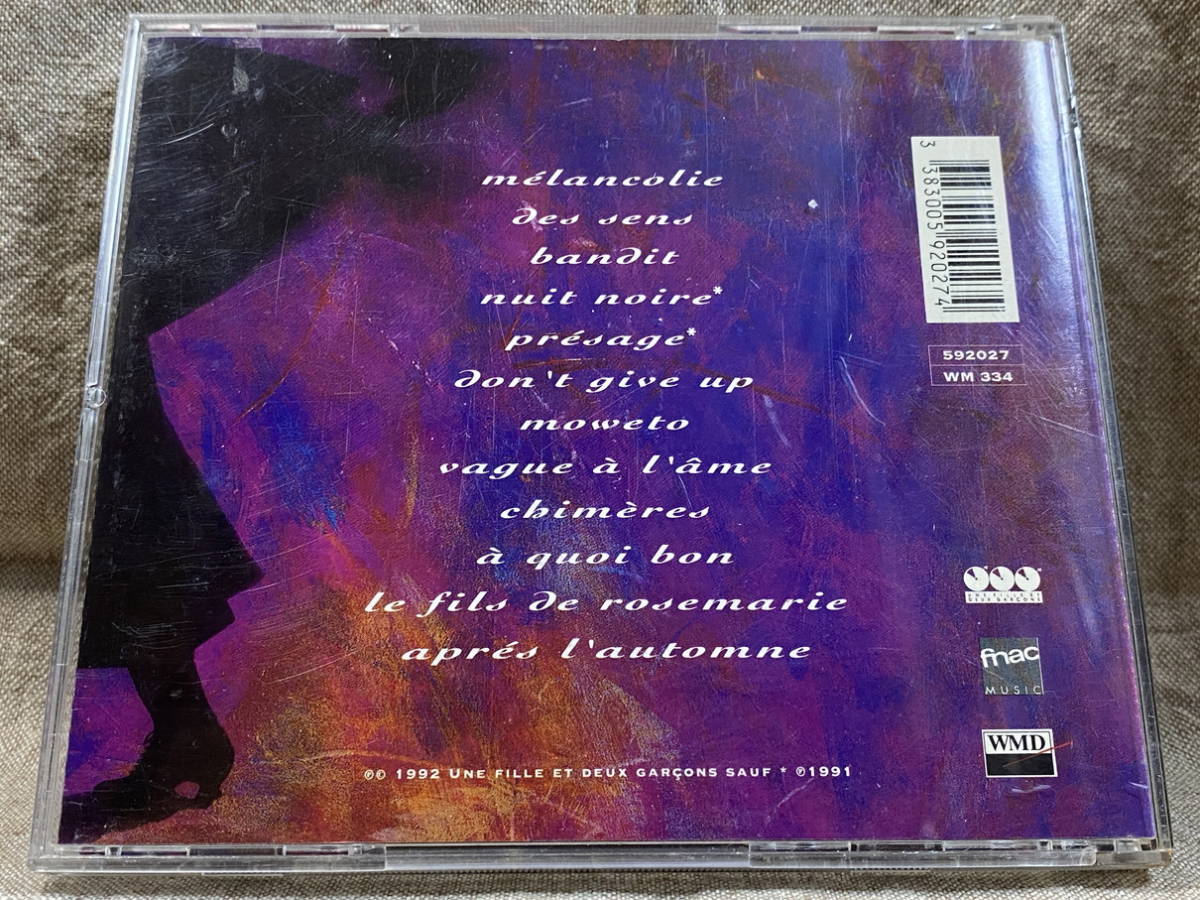 mélancolie
des sens
bandit
nuit noire*
présage*
don't give up
moweto
vague à l'âme
chimères
à quoi bon
le fils de rosemarie
aprés l'automne
℗© 1992 UNE FILLE ET DEUX GARÇONS SAUF * ℗1991
3 383005 920274
592027
WM 334
fnac
MUSIC
WMD